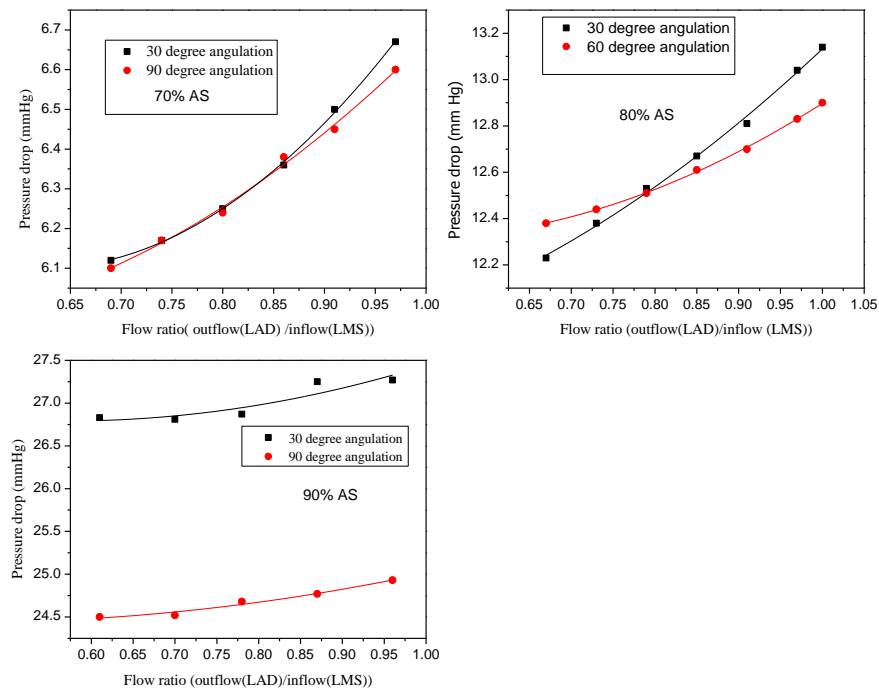 30 degree angulation
90 degree angulation
70% AS
Pressure drop (mmHg)
6.7
6.6
6.5
6.4
6.3
6.2
6.1
0.65 0.70 0.75 0.80 0.85 0.90 0.95 1.00
Flow ratio( outflow(LAD) /inflow(LMS))
30 degree angulation
60 degree angulation
80% AS
Pressure drop (mm Hg)
13.2
13.0
12.8
12.6
12.4
12.2
0.65 0.70 0.75 0.80 0.85 0.90 0.95 1.00 1.05
Flow ratio (outflow(LAD)/inflow (LMS))
30 degree angulation
90 degree angulation
90% AS
Pressure drop (mmHg)
27.5
27.0
26.5
26.0
25.5
25.0
24.5
0.60 0.65 0.70 0.75 0.80 0.85 0.90 0.95 1.00
Flow ratio (outflow(LAD)/inflow(LMS))